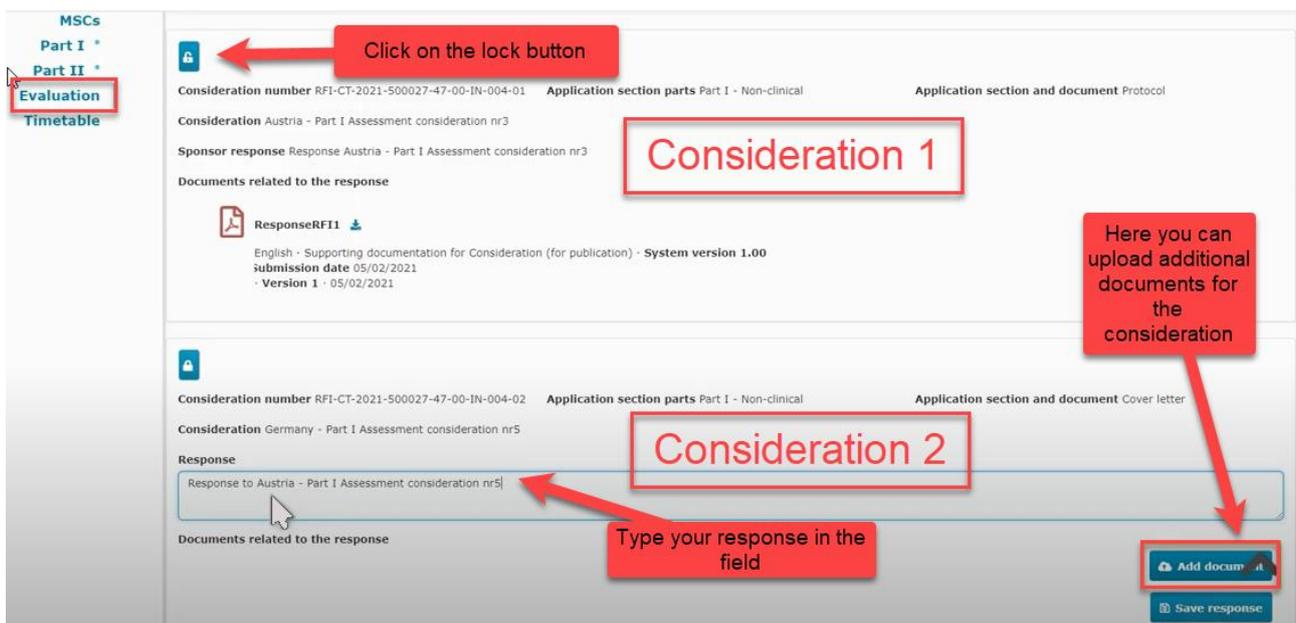 MSCs
Part I *
Part II *
Evaluation
Timetable
Click on the lock button
Consideration number RFI-CT-2021-500027-47-00-IN-004-01 Application section parts Part I - Non-clinical Application section and document Protocol
Consideration Austria - Part I Assessment consideration nr3
Sponsor response Response Austria - Part I Assessment consideration nr3
Consideration 1
Documents related to the response
ResponseRFI1
English · Supporting documentation for Consideration (for publication) · System version 1.00
Submission date 05/02/2021
· Version 1 · 05/02/2021
Here you can
upload additional
documents for
the
consideration
Consideration number RFI-CT-2021-500027-47-00-IN-004-02 Application section parts Part I - Non-clinical Application section and document Cover letter
Consideration Germany - Part I Assessment consideration nr5
Consideration 2
Response
Response to Austria - Part I Assessment consideration nr5
Documents related to the response
Type your response in the
field
Add document
Save response